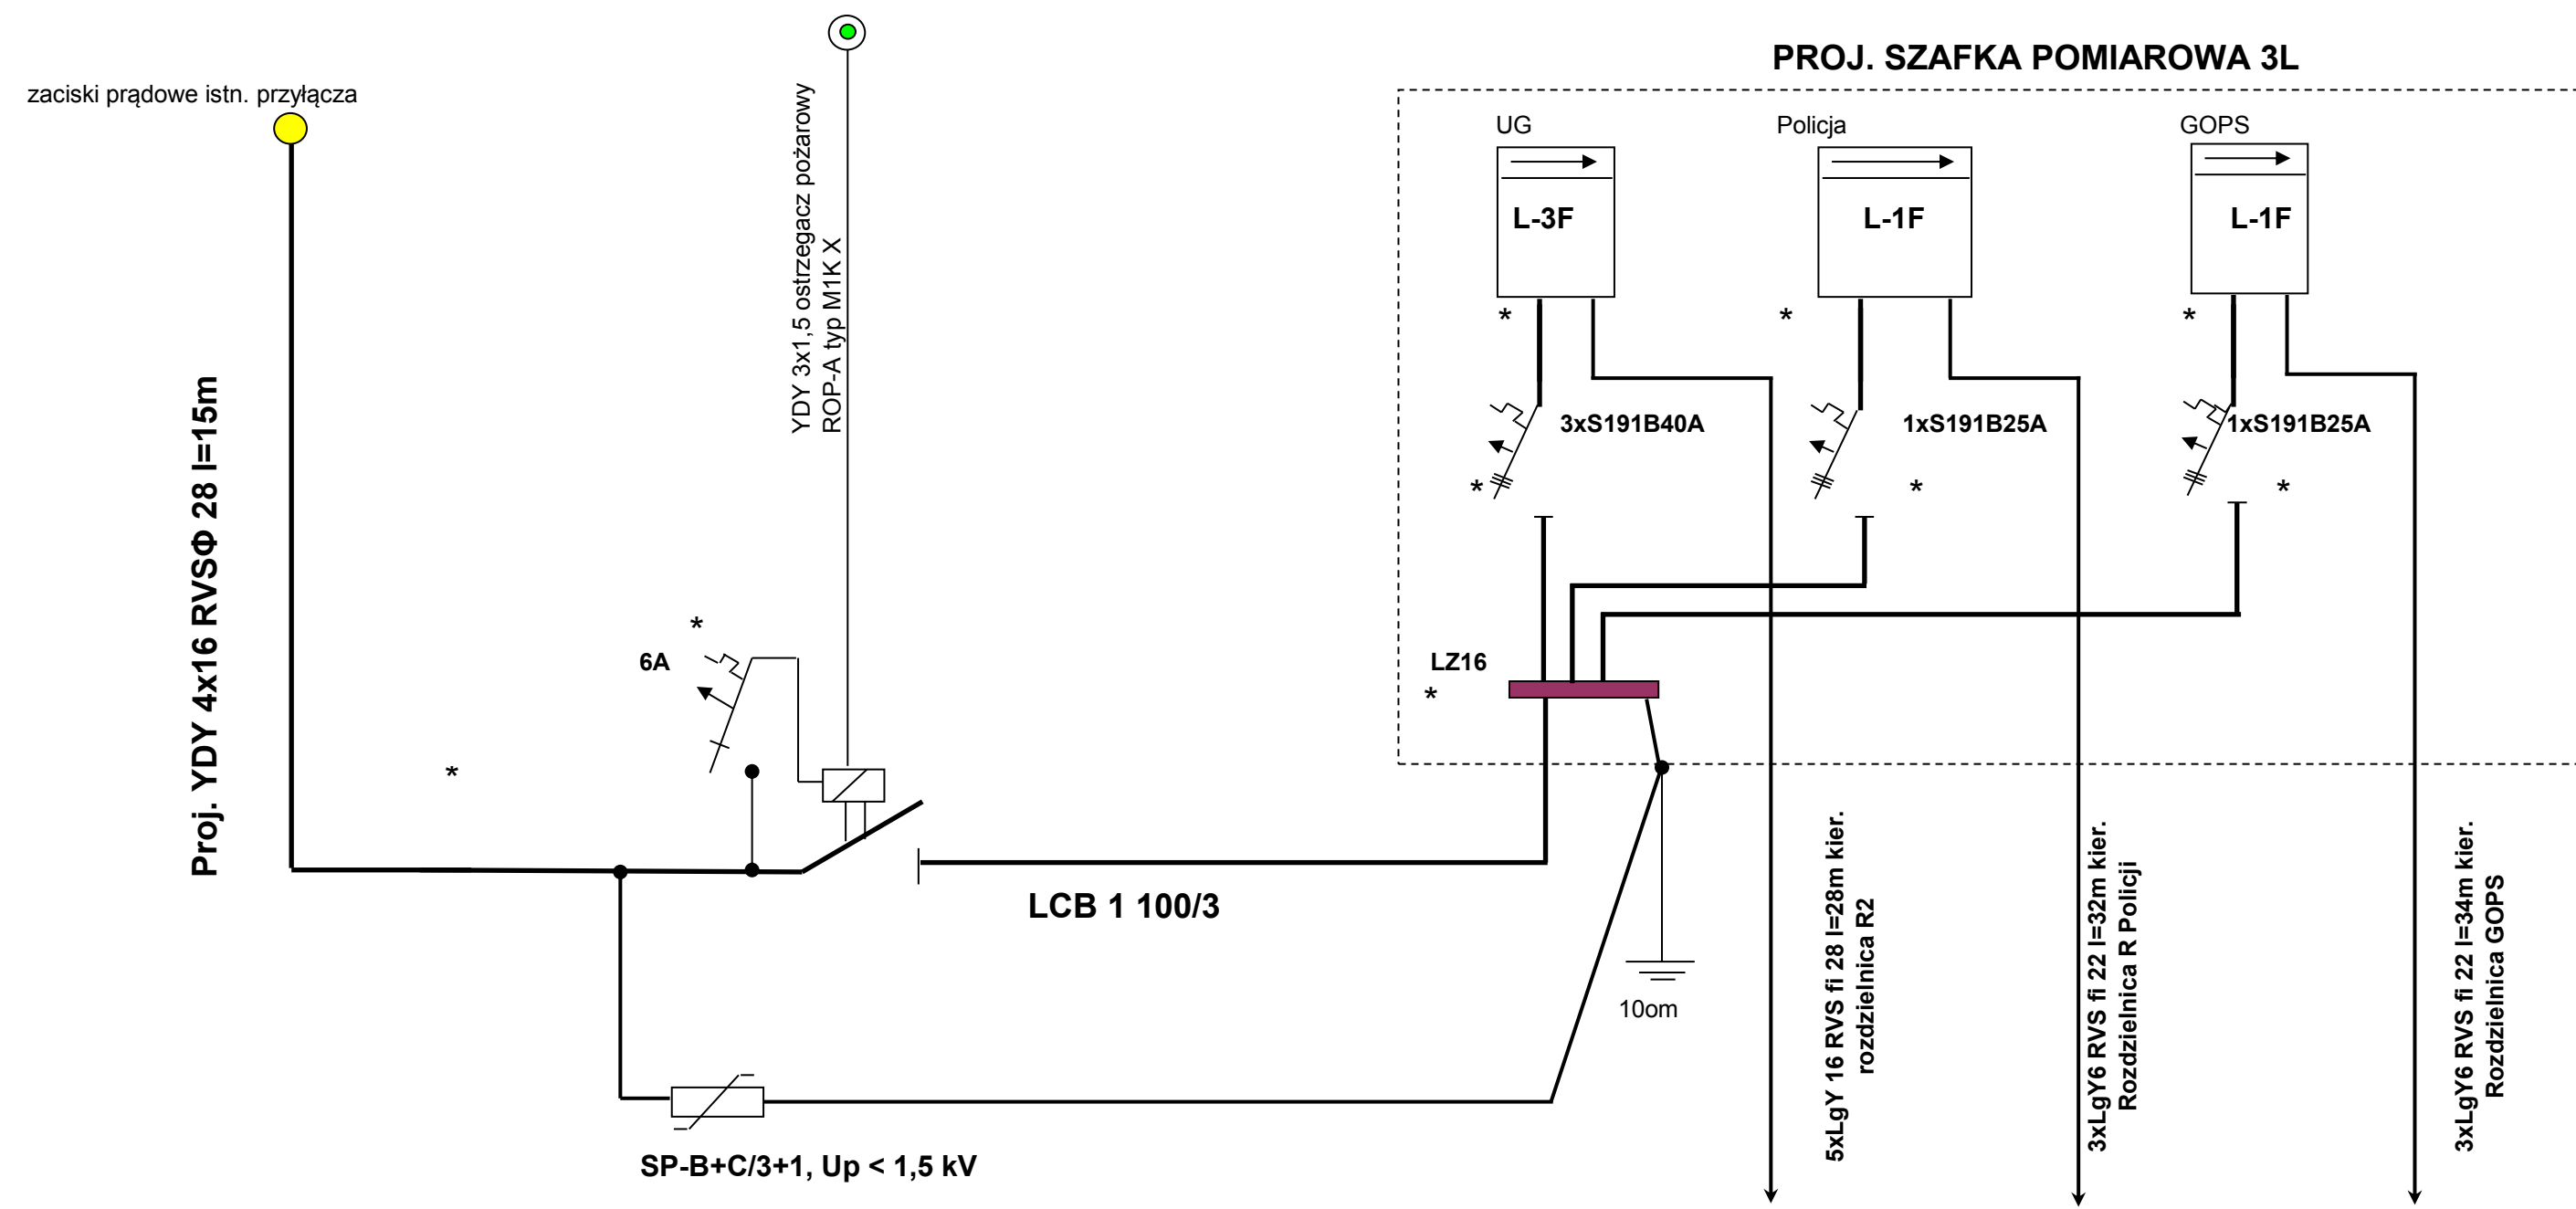 PROJ. SZAFKA POMIAROWA 3L
zaciski prądowe istn. przyłącza
YDY 3x1,5 ostrzegacz pożarowy
ROP-A typ M1K X
UG
Policja
GOPS
L-3F
L-1F
L-1F
*
*
*
3xS191B40A
1xS191B25A
1xS191B25A
*
*
*
Proj. YDY 4x16 RVSΦ 28 l=15m
*
6A
LZ16
*
*
LCB 1 100/3
10om
5xLgY 16 RVS fi 28 l=28m kier.
rozdzielnica R2
3xLgY6 RVS fi 22 l=32m kier.
Rozdzielnica R Policji
3xLgY6 RVS fi 22 l=34m kier.
Rozdzielnica GOPS
SP-B+C/3+1, Up < 1,5 kV